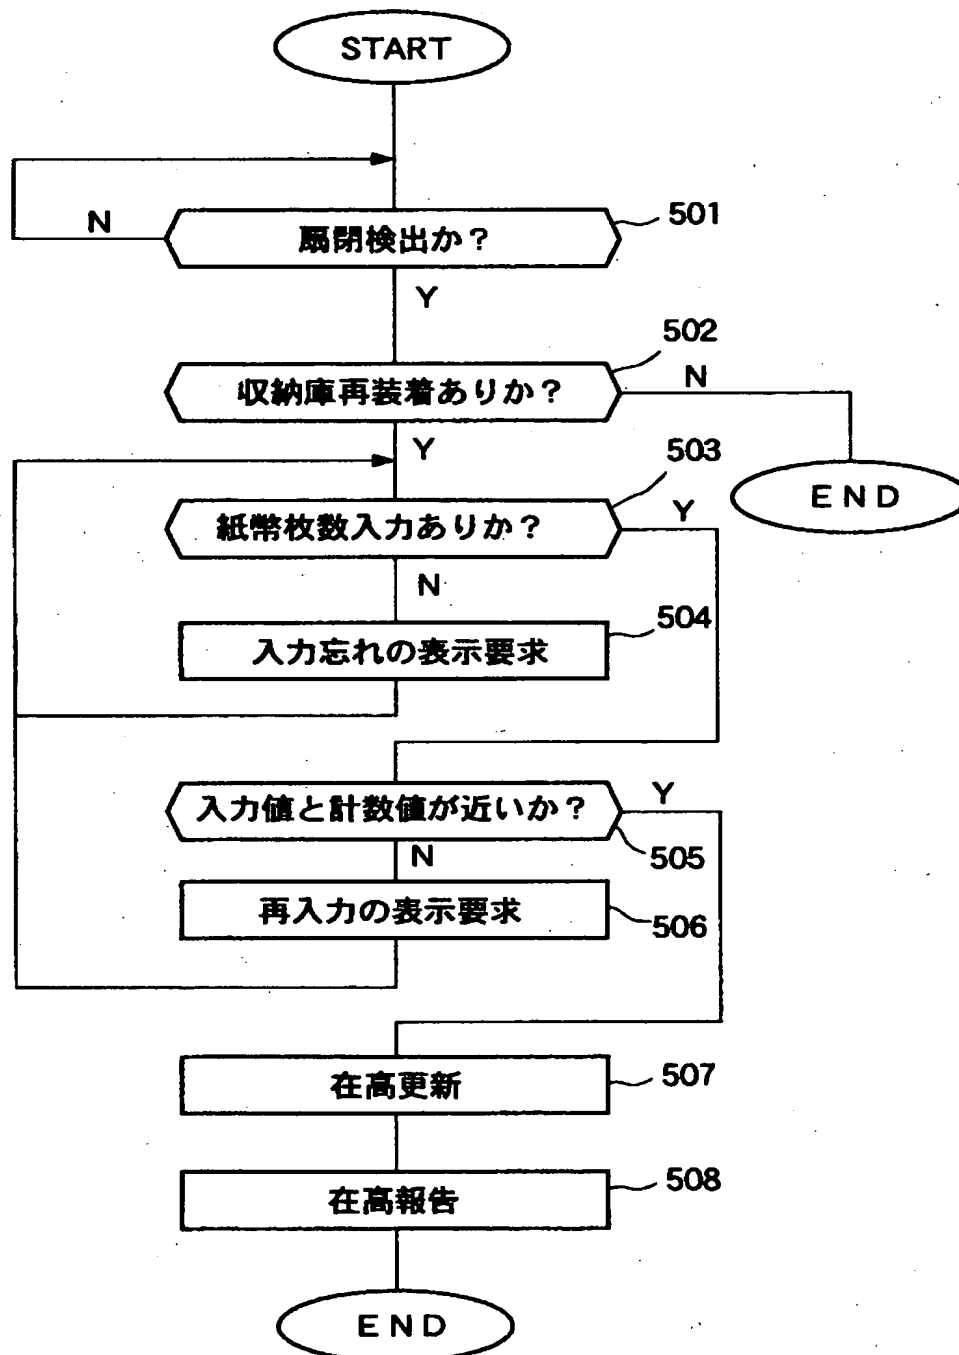 START
501
N
扉閉検出か?
Y
502
収納庫再装着ありか?
N
Y
503
END
紙幣枚数入力ありか?
Y
N
504
入力忘れの表示要求
入力値と計数値が近いか?
Y
505
N
再入力の表示要求
506
在高更新
507
在高報告
508
END